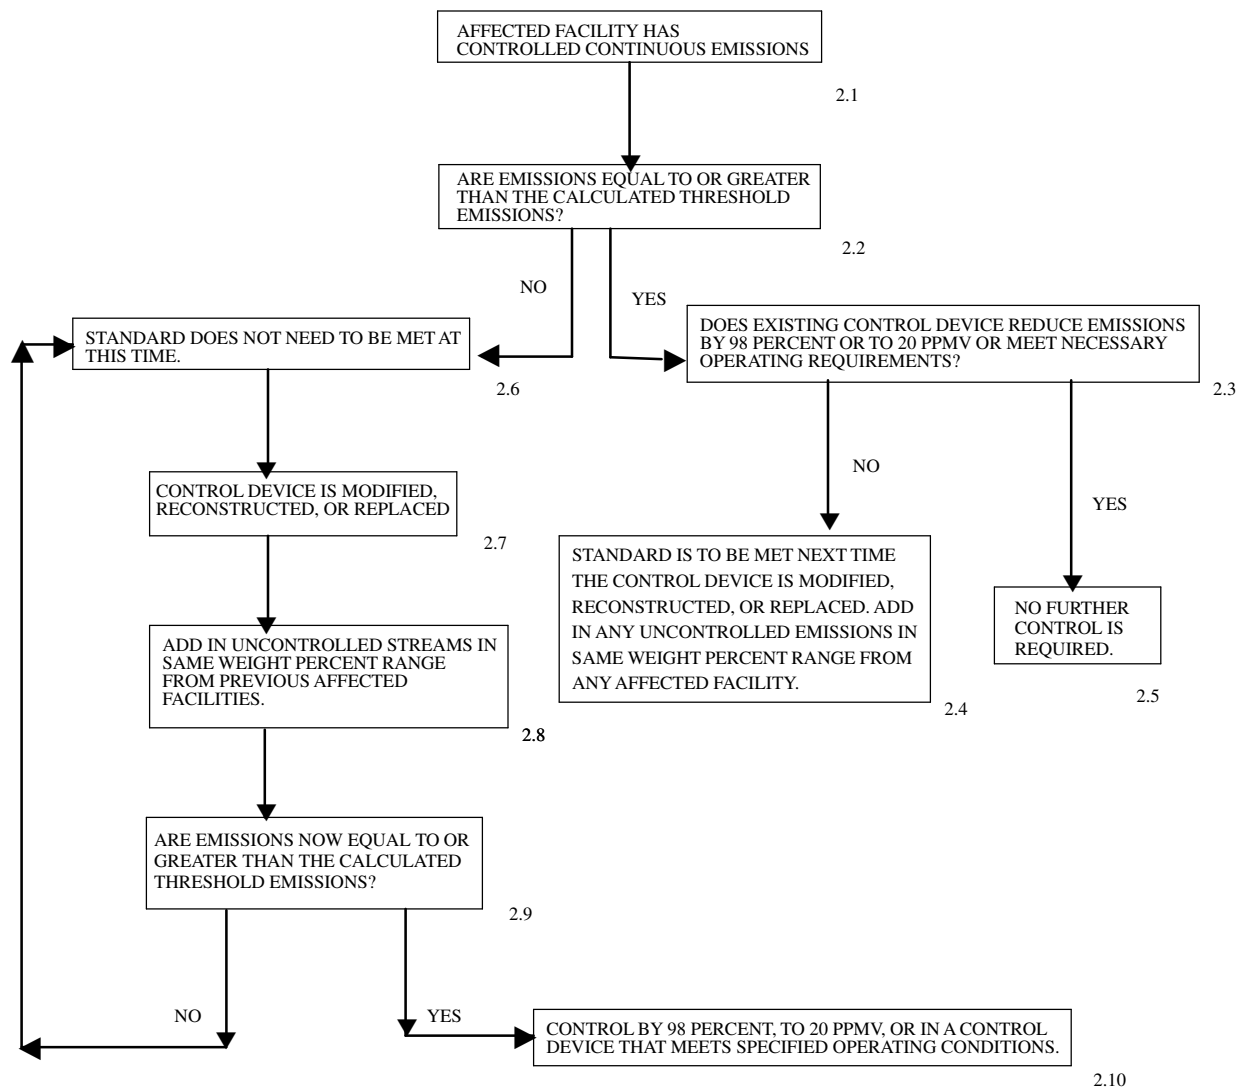 AFFECTED FACILITY HAS
CONTROLLED CONTINUOUS EMISSIONS
2.1
ARE EMISSIONS EQUAL TO OR GREATER
THAN THE CALCULATED THRESHOLD
EMISSIONS?
2.2
NO
YES
STANDARD DOES NOT NEED TO BE MET AT
THIS TIME.
2.6
DOES EXISTING CONTROL DEVICE REDUCE EMISSIONS
BY 98 PERCENT OR TO 20 PPMV OR MEET NECESSARY
OPERATING REQUIREMENTS?
2.3
NO
YES
CONTROL DEVICE IS MODIFIED,
RECONSTRUCTED, OR REPLACED
2.7
STANDARD IS TO BE MET NEXT TIME
THE CONTROL DEVICE IS MODIFIED,
RECONSTRUCTED, OR REPLACED. ADD
IN ANY UNCONTROLLED EMISSIONS IN
SAME WEIGHT PERCENT RANGE FROM
ANY AFFECTED FACILITY.
2.4
NO FURTHER
CONTROL IS
REQUIRED.
2.5
ADD IN UNCONTROLLED STREAMS IN
SAME WEIGHT PERCENT RANGE
FROM PREVIOUS AFFECTED
FACILITIES.
2.8
ARE EMISSIONS NOW EQUAL TO OR
GREATER THAN THE CALCULATED
THRESHOLD EMISSIONS?
2.9
NO
YES
CONTROL BY 98 PERCENT, TO 20 PPMV, OR IN A CONTROL
DEVICE THAT MEETS SPECIFIED OPERATING CONDITIONS.
2.10